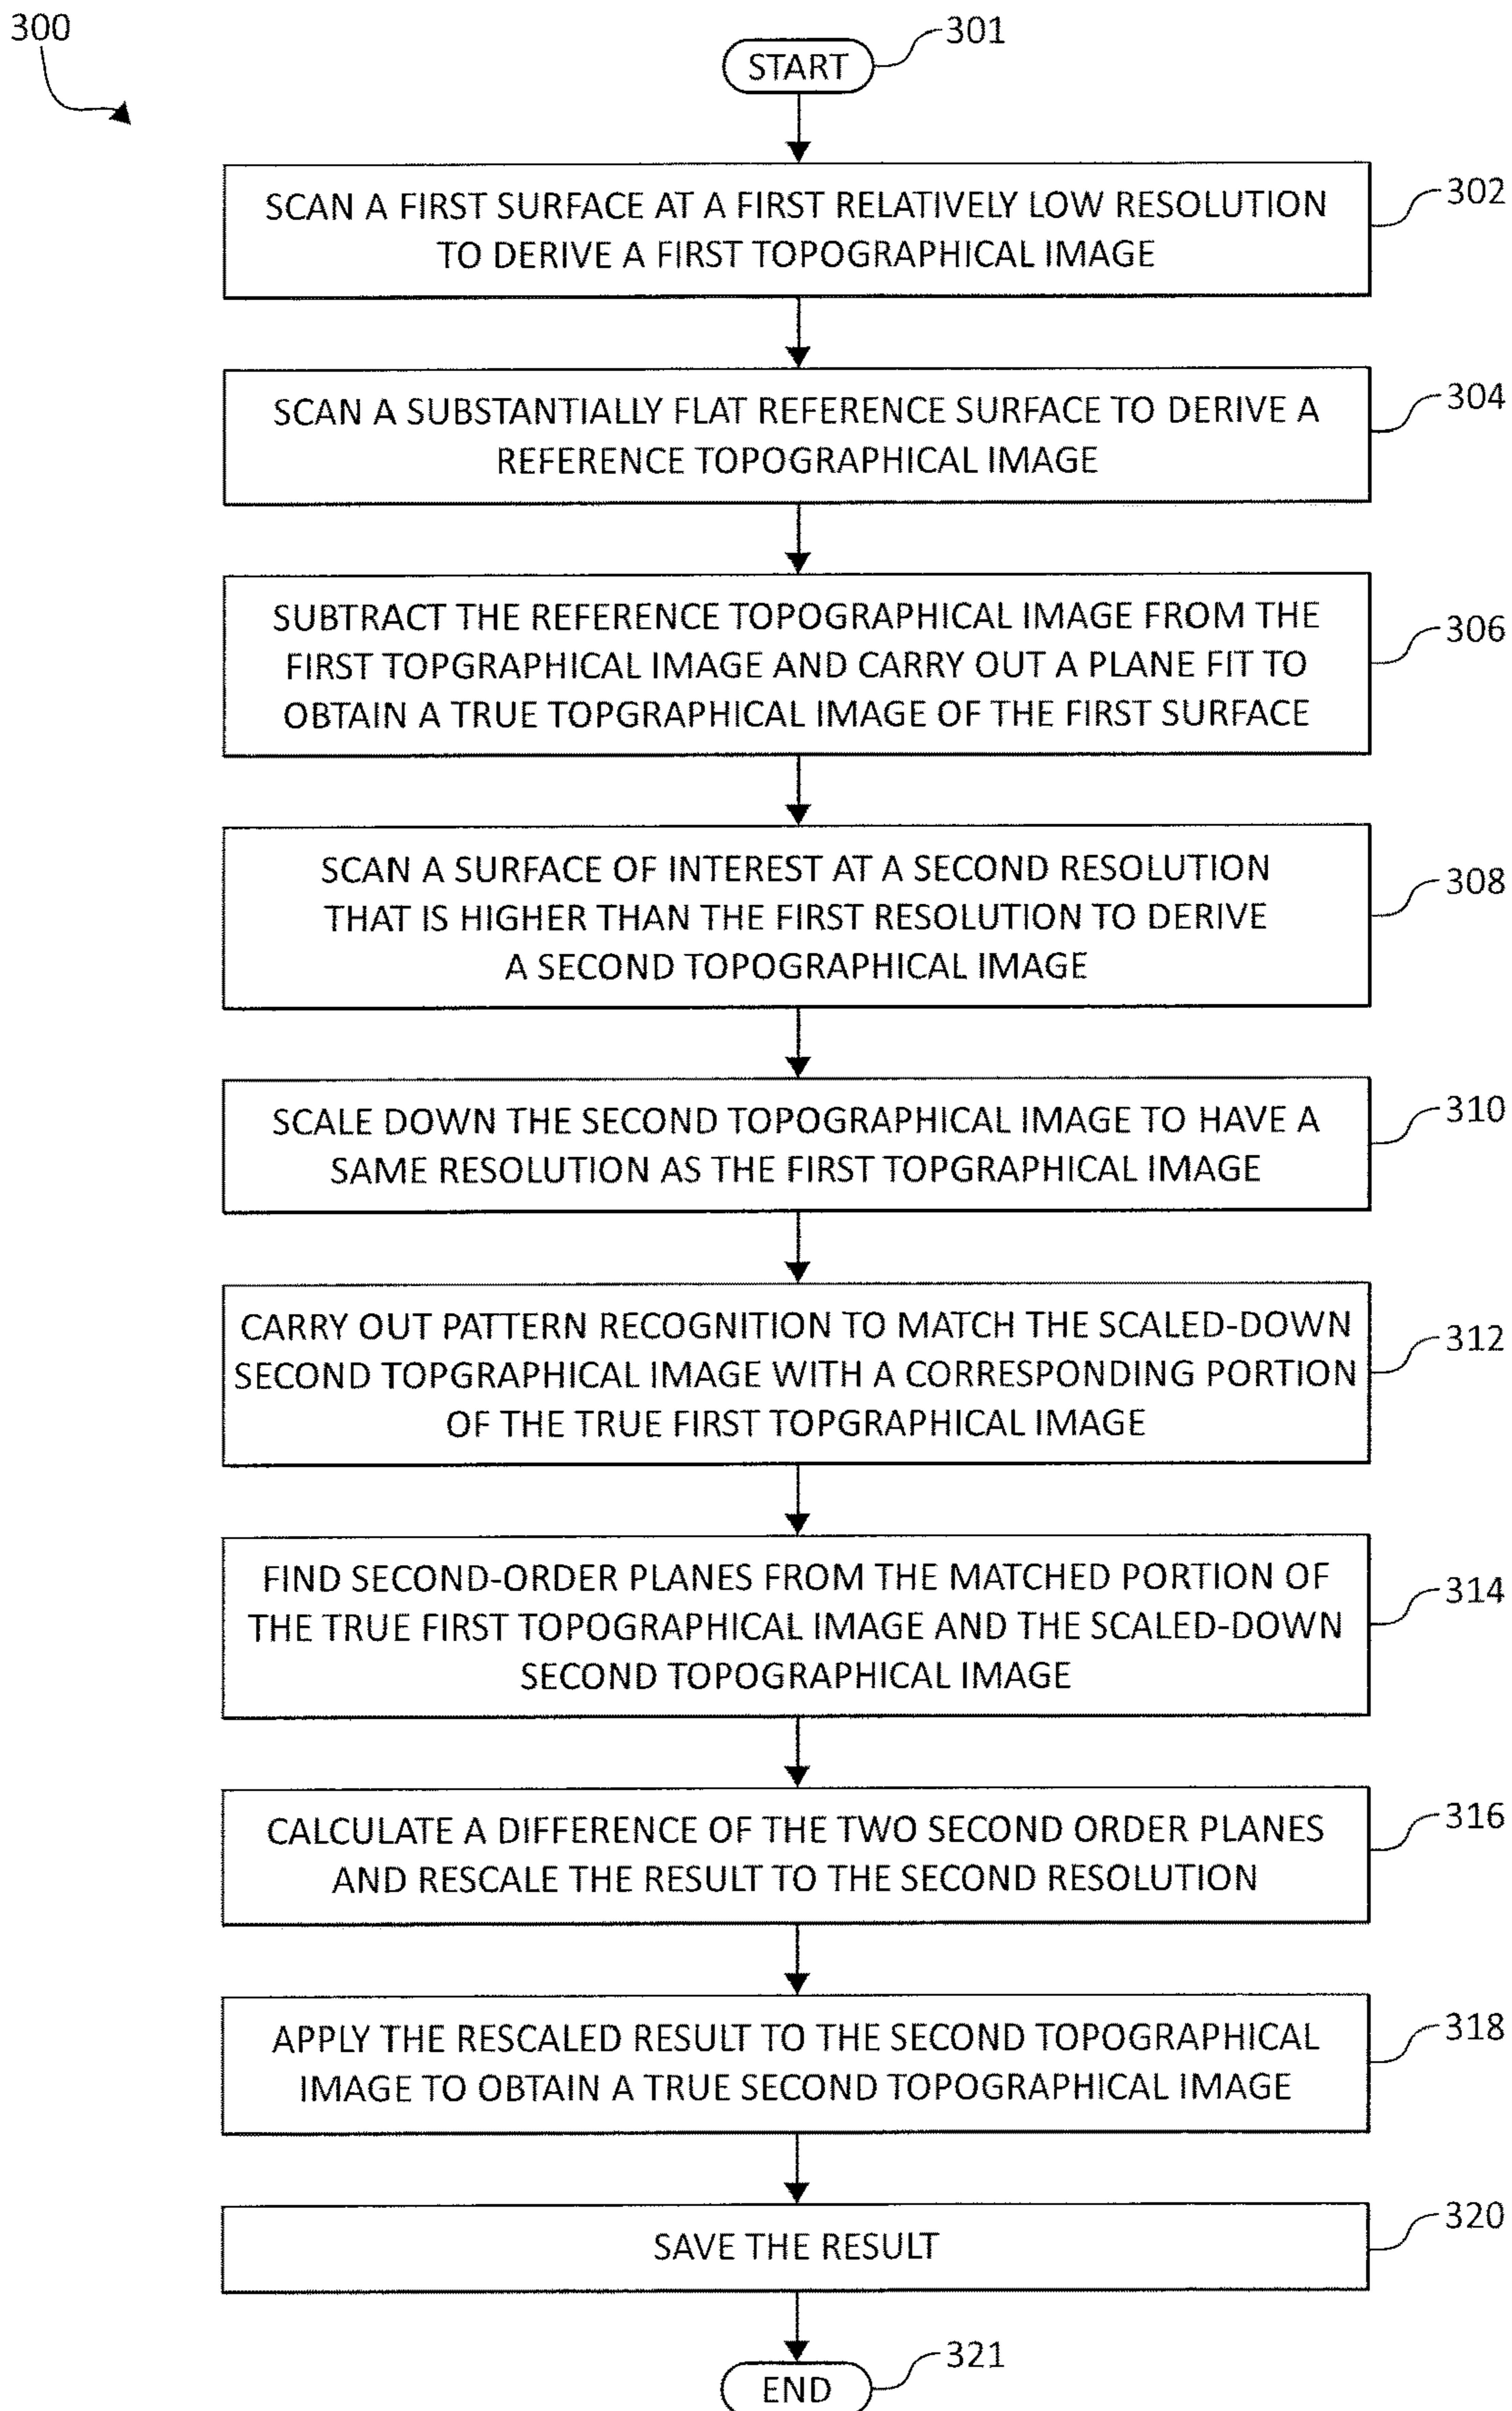 300
START
301
SCAN A FIRST SURFACE AT A FIRST RELATIVELY LOW RESOLUTION
TO DERIVE A FIRST TOPOGRAPHICAL IMAGE
302
SCAN A SUBSTANTIALLY FLAT REFERENCE SURFACE TO DERIVE A
REFERENCE TOPOGRAPHICAL IMAGE
304
SUBTRACT THE REFERENCE TOPOGRAPHICAL IMAGE FROM THE
FIRST TOPGRAPHICAL IMAGE AND CARRY OUT A PLANE FIT TO
OBTAIN A TRUE TOPGRAPHICAL IMAGE OF THE FIRST SURFACE
306
SCAN A SURFACE OF INTEREST AT A SECOND RESOLUTION
THAT IS HIGHER THAN THE FIRST RESOLUTION TO DERIVE
A SECOND TOPOGRAPHICAL IMAGE
308
SCALE DOWN THE SECOND TOPOGRAPHICAL IMAGE TO HAVE A
SAME RESOLUTION AS THE FIRST TOPGRAPHICAL IMAGE
310
CARRY OUT PATTERN RECOGNITION TO MATCH THE SCALED-DOWN
SECOND TOPGRAPHICAL IMAGE WITH A CORRESPONDING PORTION
OF THE TRUE FIRST TOPGRAPHICAL IMAGE
312
FIND SECOND-ORDER PLANES FROM THE MATCHED PORTION OF
THE TRUE FIRST TOPOGRAPHICAL IMAGE AND THE SCALED-DOWN
SECOND TOPOGRAPHICAL IMAGE
314
CALCULATE A DIFFERENCE OF THE TWO SECOND ORDER PLANES
AND RESCALE THE RESULT TO THE SECOND RESOLUTION
316
APPLY THE RESCALED RESULT TO THE SECOND TOPOGRAPHICAL
IMAGE TO OBTAIN A TRUE SECOND TOPOGRAPHICAL IMAGE
318
SAVE THE RESULT
320
END
321